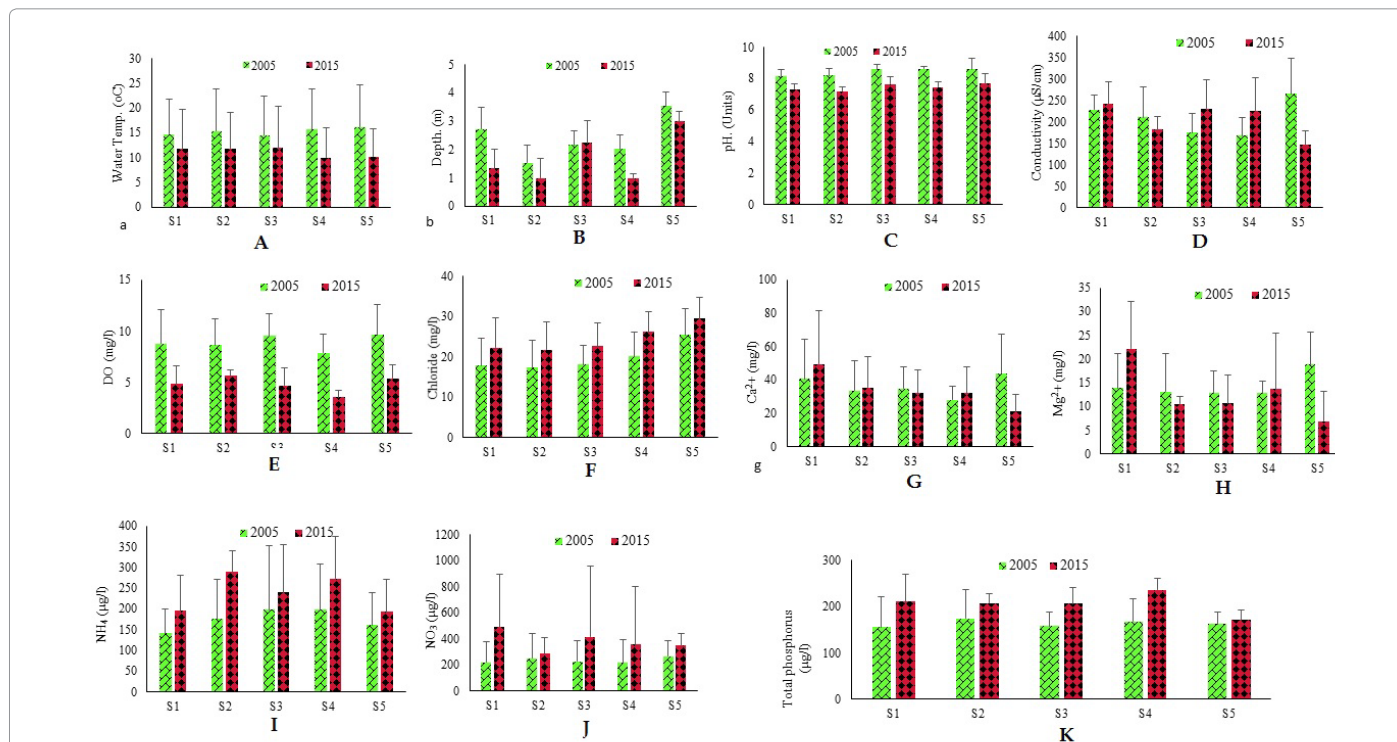 2005 2015
30
25
20
15
10
5
0
Water Temp. (oC)
S1 S2 S3 S4 S5
a
A
2005 2015
5
4
3
2
1
0
Depth. (m)
S1 S2 S3 S4 S5
b
B
2005 2015
10
8
6
4
2
0
pH. (Units)
S1 S2 S3 S4 S5
C
2005 2015
400
350
300
250
200
150
100
50
0
Conductivity (µS/cm)
S1 S2 S3 S4 S5
D
2005 2015
15
10
5
0
DO (mg/l)
S1 S2 S3 S4 S5
E
2005 2015
40
30
20
10
0
Chloride (mg/l)
S1 S2 S3 S4 S5
F
2005 2015
100
80
60
40
20
0
Ca²⁺ (mg/l)
S1 S2 S3 S4 S5
g
G
2005 2015
35
30
25
20
15
10
5
0
Mg²⁺ (mg/l)
S1 S2 S3 S4 S5
H
2005 2015
400
350
300
250
200
150
100
50
0
NH₄ (µg/l)
S1 S2 S3 S4 S5
I
2005 2015
1200
1000
800
600
400
200
0
NO₃ (µg/l)
S1 S2 S3 S4 S5
J
2005 2015
300
200
100
0
Total phosphorus
(µg/l)
S1 S2 S3 S4 S5
K